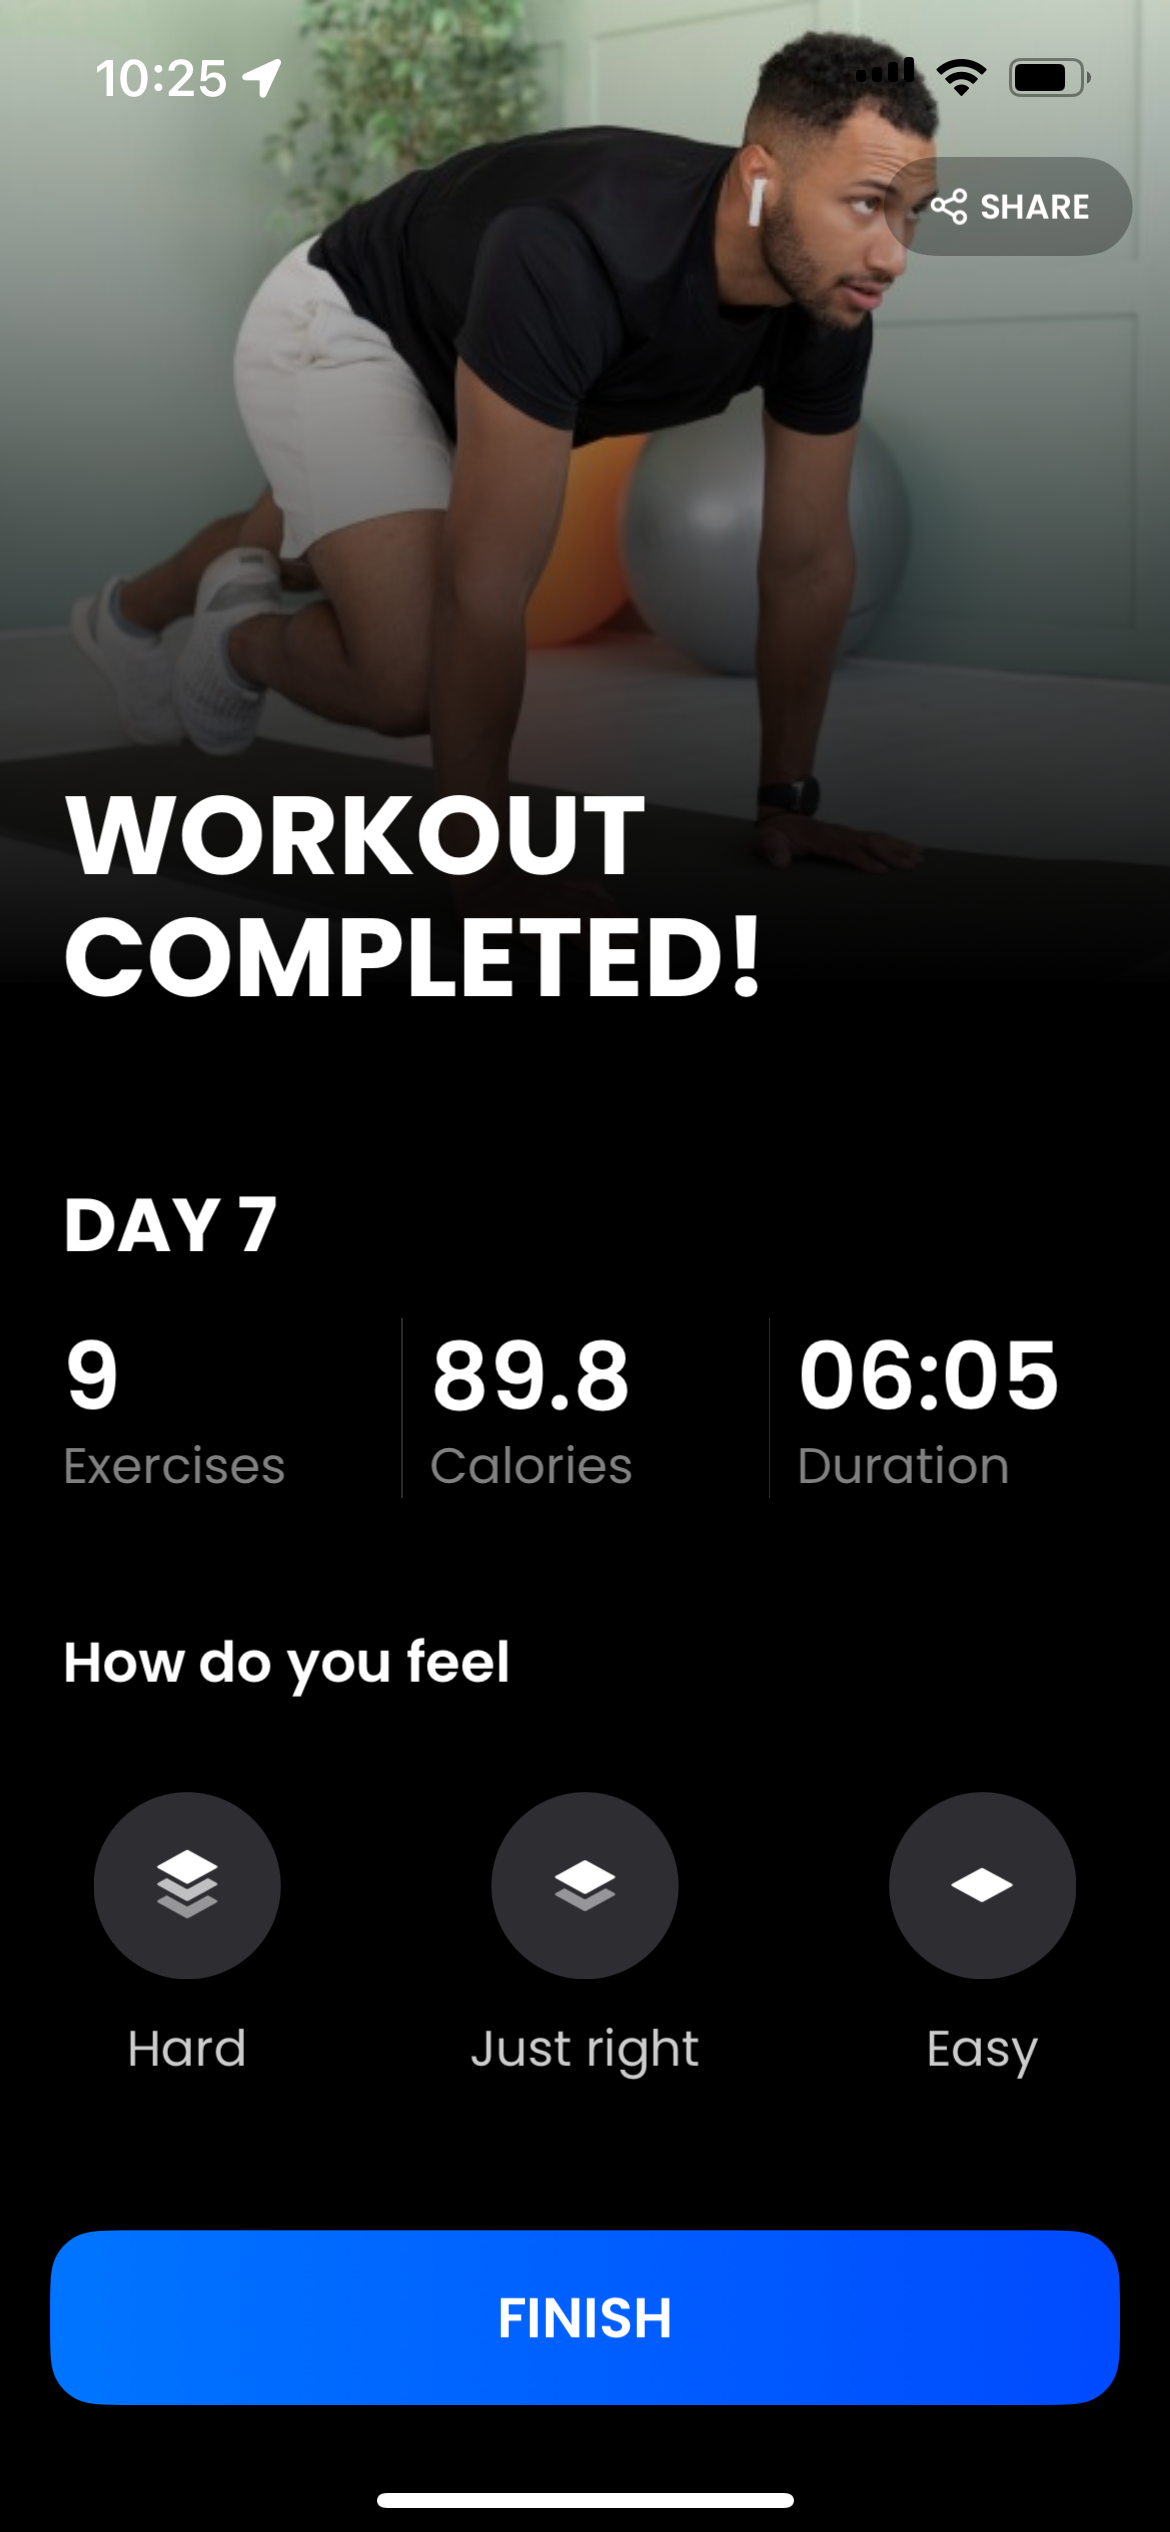 10:25
SHARE
WORKOUT
COMPLETED!
DAY 7
9 89.8 06:05
Exercises Calories Duration
How do you feel
Hard Just right Easy
FINISH